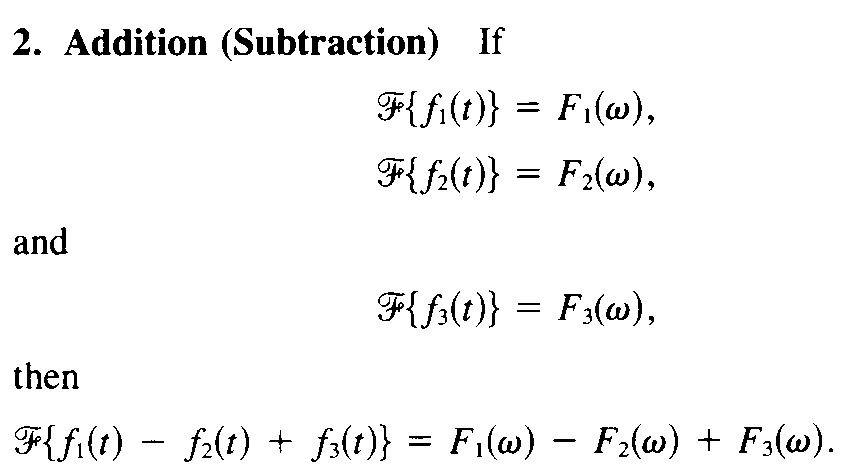 2. Addition (Subtraction) If
ℱ{f₁(t)} = F₁(ω),
ℱ{f₂(t)} = F₂(ω),
and
ℱ{f₃(t)} = F₃(ω),
then
ℱ{f₁(t) − f₂(t) + f₃(t)} = F₁(ω) − F₂(ω) + F₃(ω).